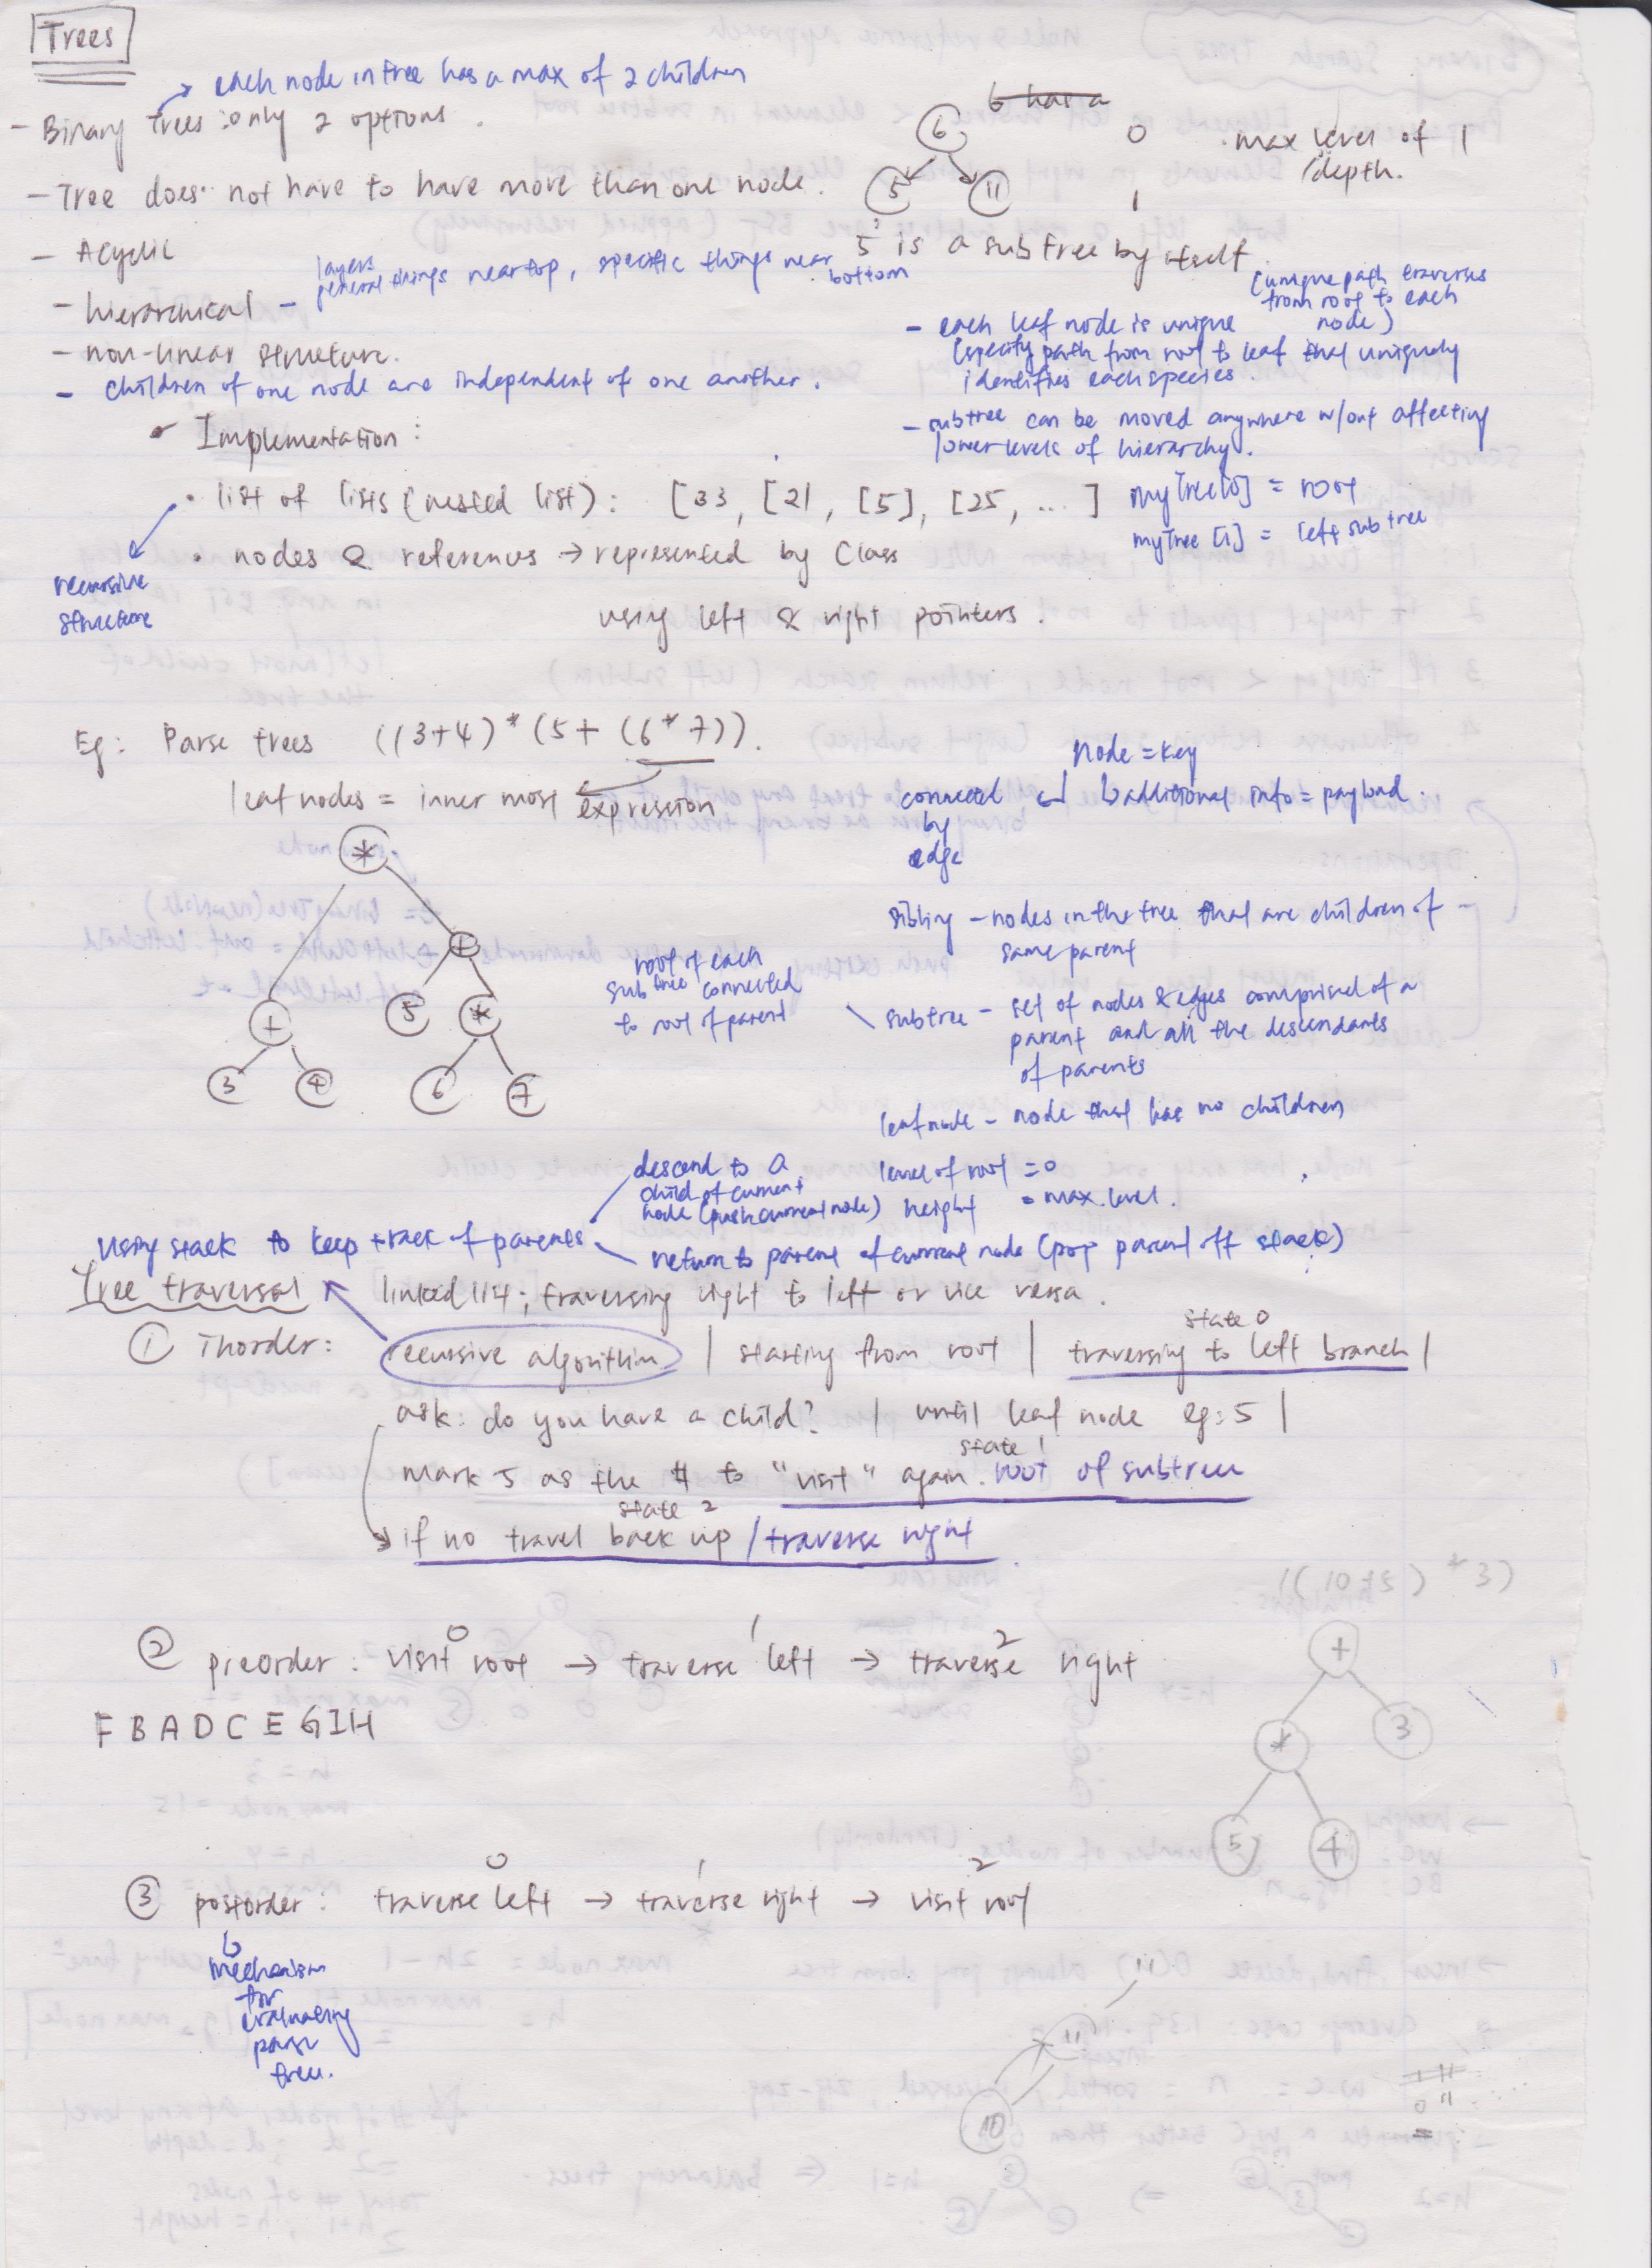 Trees
each node in tree has a max of 2 children
- Binary Trees : only 2 options.
- Tree does not have to have more than one node.
- Acyclic
- hierarchical - layers general things near top, specific things near bottom
- non-linear structure.
- children of one node are independent of one another.
6 has a
6 0 max level of 1
/depth.
5 11 1
5 is a subtree by itself.
(unique path traverses
from root to each
node)
- each leaf node is unique
(specify path from root to leaf that uniquely
identifies each species.
- subtree can be moved anywhere w/out affecting
lower levels of hierarchy.
• Implementation :
• list of lists (nested list) : [33, [21, [5], [25, ... ] myTree[0] = root
myTree [1] = left subtree
• nodes & references → represented by Class
using left & right pointers.
recursive
structure
Eg: Parse trees ((3+4) * (5+ (6*7)).
leaf nodes = inner most expression
*
+
+ 5 *
3 4 6 7
Node = key
additional info = payload.
connected
by
edge
sibling - nodes in the tree that are children of -
same parent
root of each
subtree connected
to root of parent
subtree - set of nodes & edges comprised of a
parent and all the descendants
of parents
leaf node - node that has no children
level of root = 0
height = max level.
descend to a
child of current
node (push current node)
Using stack to keep track of parents
return to parent of current node (pop parent off stack)
Tree traversal linked list; traversing right to left or vice versa.
① Inorder: recursive algorithm | starting from root | traversing to left branch |
state 0
ask: do you have a child? | until leaf node eg: 5 |
state 1
mark 5 as the # to "visit" again. root of subtree
state 2
if no travel back up / traverse right
0 1 2
② preorder: visit root → traverse left → traverse right
F B A D C E G I H
((10+5) * 3)
+
* 3
5 4
0 1 2
③ postorder: traverse left → traverse right → visit root
mechanism
for
evaluating
parse
tree.
11
11
10